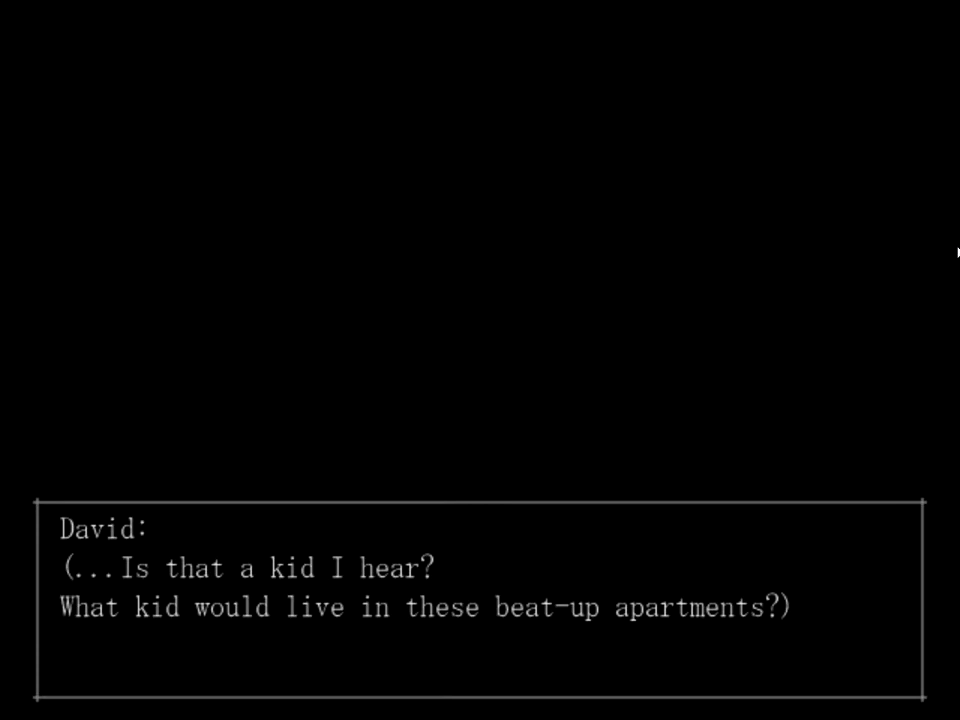 David:
(...Is that a kid I hear?
What kid would live in these beat-up apartments?)